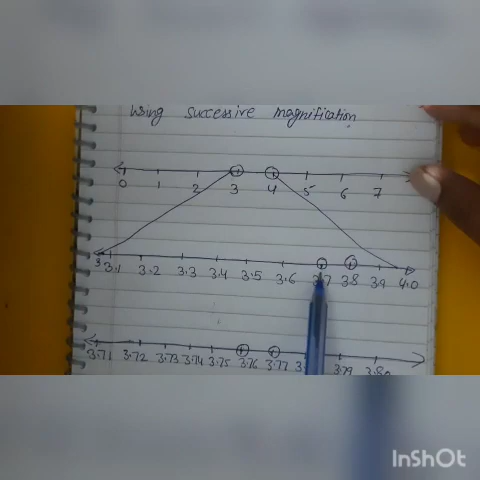 Using Successive magnification
0 1 2 3 4 5 6 7
3.1 3.2 3.3 3.4 3.5 3.6 3.7 3.8 3.9 4.0
3.71 3.72 3.73 3.74 3.75 3.76 3.77 3.79 3.80
InShOt